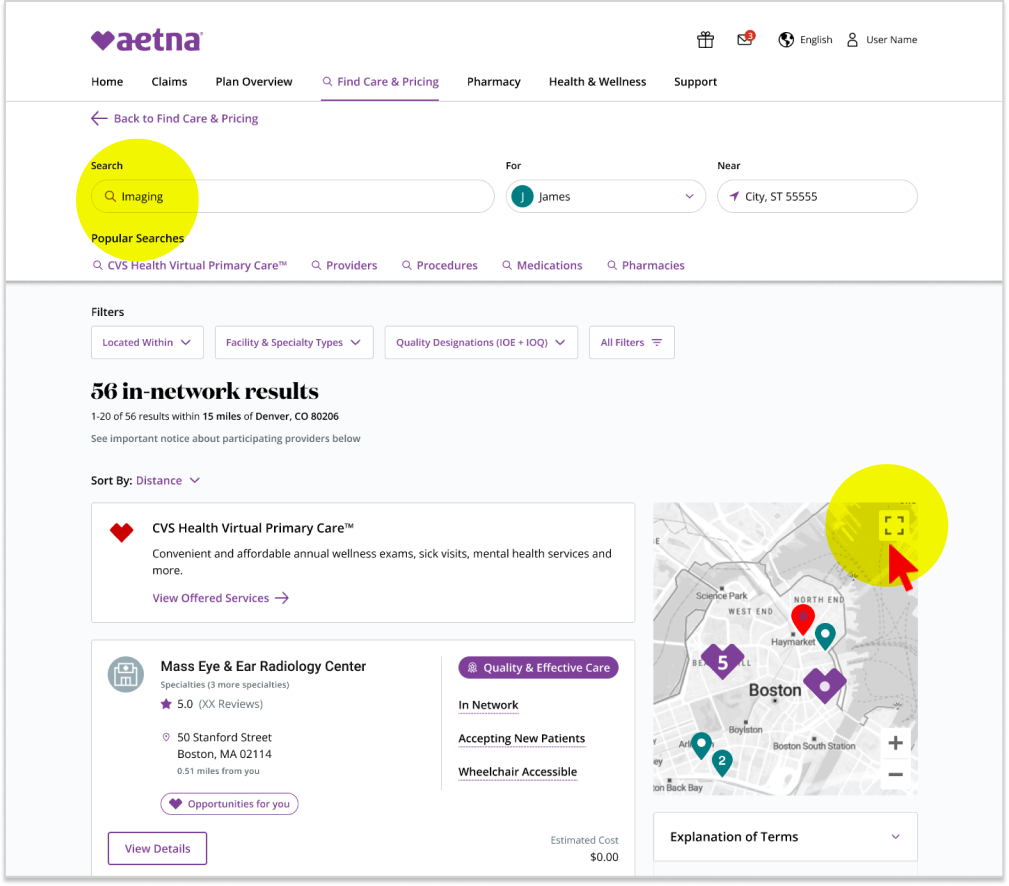 aetna
3
English
User Name
Home
Claims
Plan Overview
Find Care & Pricing
Pharmacy
Health & Wellness
Support
Back to Find Care & Pricing
Search
For
Near
Imaging
J
James
City, ST 55555
Popular Searches
CVS Health Virtual Primary Care™
Providers
Procedures
Medications
Pharmacies
Filters
Located Within
Facility & Specialty Types
Quality Designations (IOE + IOQ)
All Filters
56 in-network results
1-20 of 56 results within 15 miles of Denver, CO 80206
See important notice about participating providers below
Sort By: Distance
CVS Health Virtual Primary Care™
Convenient and affordable annual wellness exams, sick visits, mental health services and
more.
View Offered Services
Mass Eye & Ear Radiology Center
Specialties (3 more specialties)
5.0 (XX Reviews)
50 Stanford Street
Boston, MA 02114
0.51 miles from you
Opportunities for you
View Details
Quality & Effective Care
In Network
Accepting New Patients
Wheelchair Accessible
Estimated Cost
$0.00
Science Park
NORTH END
WEST END
Haymarket
5
Boston
Boylston
Boston South Station
2
on Back Bay
+
−
Explanation of Terms